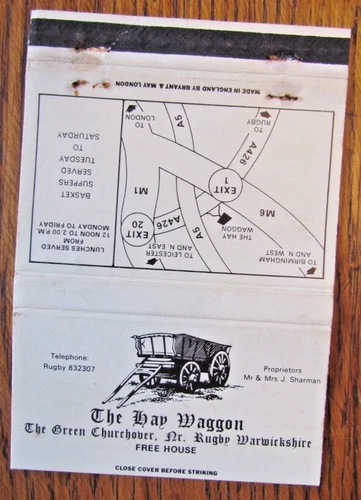 MADE IN ENGLAND BY BRYANT & MAY LONDON
LUNCHES SERVED
FROM
12 NOON TO 2.00 P.M.
MONDAY TO FRIDAY
BASKET
SUPPERS
SERVED
TUESDAY
TO
SATURDAY
TO BIRMINGHAM
AND N. WEST
TO LEICESTER
AND N. EAST
M6
THE HAY
WAGGON
A5
A426
EXIT
20
EXIT
1
M1
A426
A5
TO
RUGBY
TO
LONDON
Telephone:
Rugby 832307
Proprietors
Mr & Mrs J. Sharman
The Hay Waggon
The Green Churchover, Nr. Rugby Warwickshire
FREE HOUSE
CLOSE COVER BEFORE STRIKING